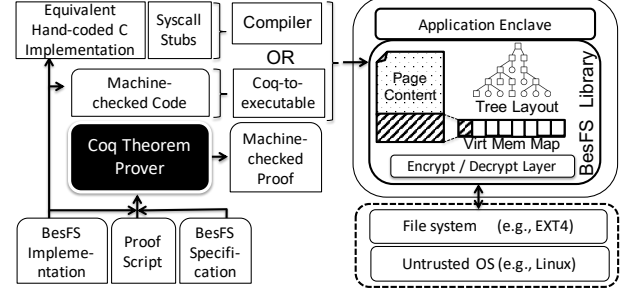 Equivalent
Hand-coded C
Implementation
Syscall
Stubs
Compiler
OR
Machine-
checked Code
Coq-to-
executable
Coq Theorem
Prover
Machine-
checked
Proof
BesFS
Impleme-
ntation
Proof
Script
BesFS
Specifi-
cation
Application Enclave
Page
Content
Tree Layout
Virt Mem Map
Encrypt / Decrypt Layer
BesFS Library
File system (e.g., EXT4)
Untrusted OS (e.g., Linux)